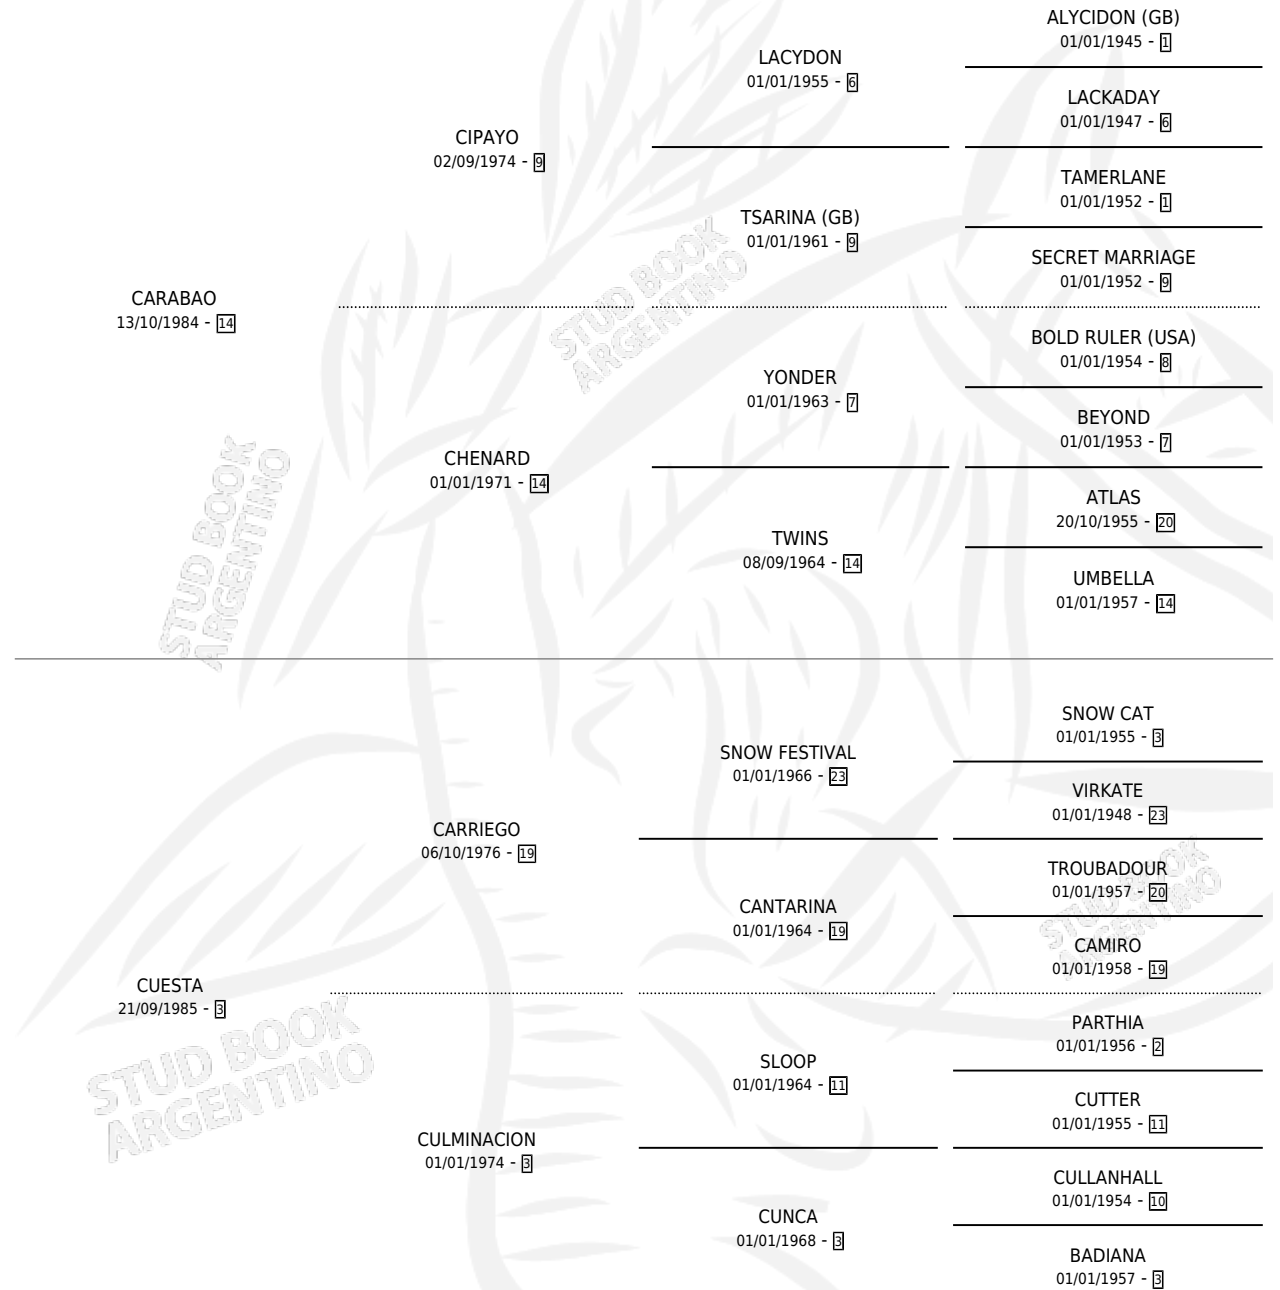 ALYCIDON (GB)
01/01/1945 - 1
LACYDON
01/01/1955 - 6
LACKADAY
01/01/1947 - 6
CIPAYO
02/09/1974 - 9
TAMERLANE
01/01/1952 - 1
TSARINA (GB)
01/01/1961 - 9
SECRET MARRIAGE
01/01/1952 - 9
CARABAO
13/10/1984 - 14
STUD BOOK
ARGENTINO
BOLD RULER (USA)
01/01/1954 - 8
YONDER
01/01/1963 - 7
BEYOND
01/01/1953 - 7
CHENARD
01/01/1971 - 14
ATLAS
20/10/1955 - 20
TWINS
08/09/1964 - 14
UMBELLA
01/01/1957 - 14
STUD BOOK
ARGENTINO
SNOW CAT
01/01/1955 - 3
SNOW FESTIVAL
01/01/1966 - 23
VIRKATE
01/01/1948 - 23
CARRIEGO
06/10/1976 - 19
TROUBADOUR
01/01/1957 - 20
CANTARINA
01/01/1964 - 19
STUD BOOK
ARGENTINO
CAMIRO
01/01/1958 - 19
CUESTA
21/09/1985 - 3
STUD BOOK
ARGENTINO
PARTHIA
01/01/1956 - 2
SLOOP
01/01/1964 - 11
CUTTER
01/01/1955 - 11
CULMINACION
01/01/1974 - 3
CULLANHALL
01/01/1954 - 10
CUNCA
01/01/1968 - 3
BADIANA
01/01/1957 - 3